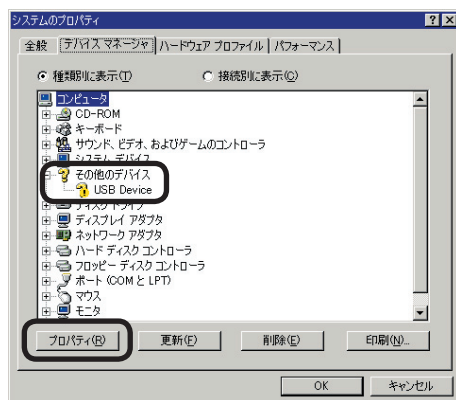 システムのプロパティ
全般 デバイス マネージャ ハードウェア プロファイル パフォーマンス
種類別に表示(T) 接続別に表示(C)
コンピュータ
CD-ROM
キーボード
サウンド、ビデオ、およびゲームのコントローラ
システム デバイス
その他のデバイス
USB Device
ディスク ドライブ
ディスプレイ アダプタ
ネットワーク アダプタ
ハード ディスク コントローラ
フロッピー ディスク コントローラ
ポート (COM と LPT)
マウス
モニタ
プロパティ(R) 更新(F) 削除(E) 印刷(N)...
OK キャンセル